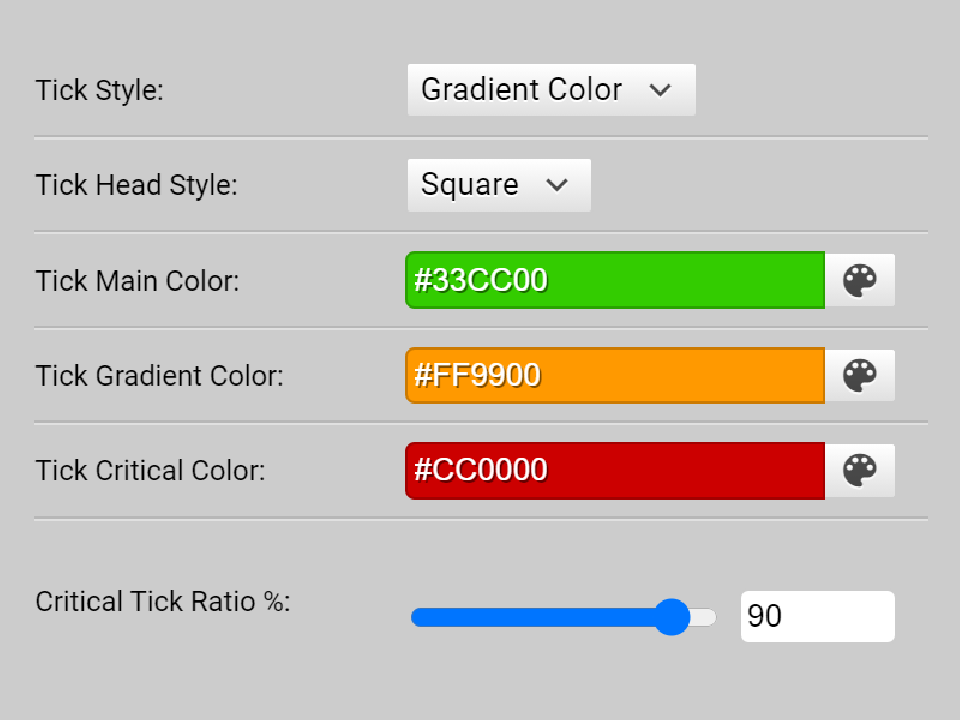 Tick Style: Gradient Color
Tick Head Style: Square
Tick Main Color: #33CC00
Tick Gradient Color: #FF9900
Tick Critical Color: #CC0000
Critical Tick Ratio %: 90